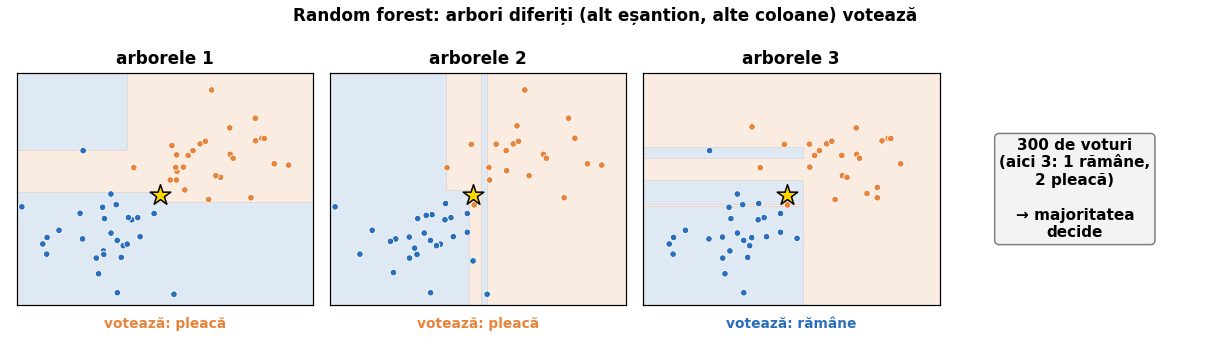 Random forest: arbori diferiți (alt eșantion, alte coloane) votează
arborele 1
arborele 2
arborele 3
300 de voturi
(aici 3: 1 rămâne,
2 pleacă)
→ majoritatea
decide
votează: pleacă
votează: pleacă
votează: rămâne